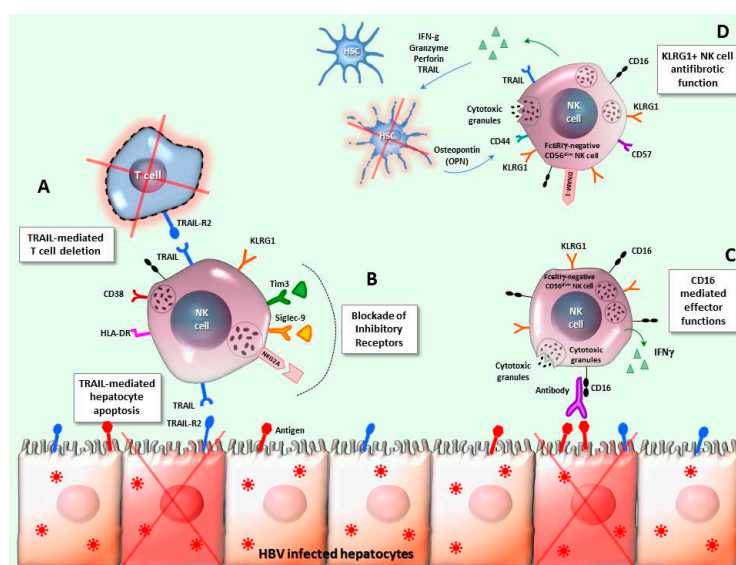 A
T cell
TRAIL-R2
TRAIL-mediated
T cell deletion
TRAIL
KLRG1
CD38
Tim3
NK
cell
Siglec-9
HLA-DR
NKG2A
B
Blockade of
Inhibitory
Receptors
TRAIL-mediated
hepatocyte
apoptosis
TRAIL
TRAIL-R2
Antigen
HBV infected hepatocytes
D
HSC
IFN-g
Granzyme
Perforin
TRAIL
HSC
Osteopontin
(OPN)
CD16
TRAIL
KLRG1+ NK cell
antifibrotic
function
Cytotoxic
granules
NK
cell
KLRG1
CD44
FcεRIγ-negative
CD56dim NK cell
CD57
KLRG1
DNAM-1
C
KLRG1
CD16
FcεRIγ-negative
CD56dim NK cell
NK
cell
CD16
mediated
effector
functions
Cytotoxic
granules
Cytotoxic
granules
IFNγ
Antibody
CD16